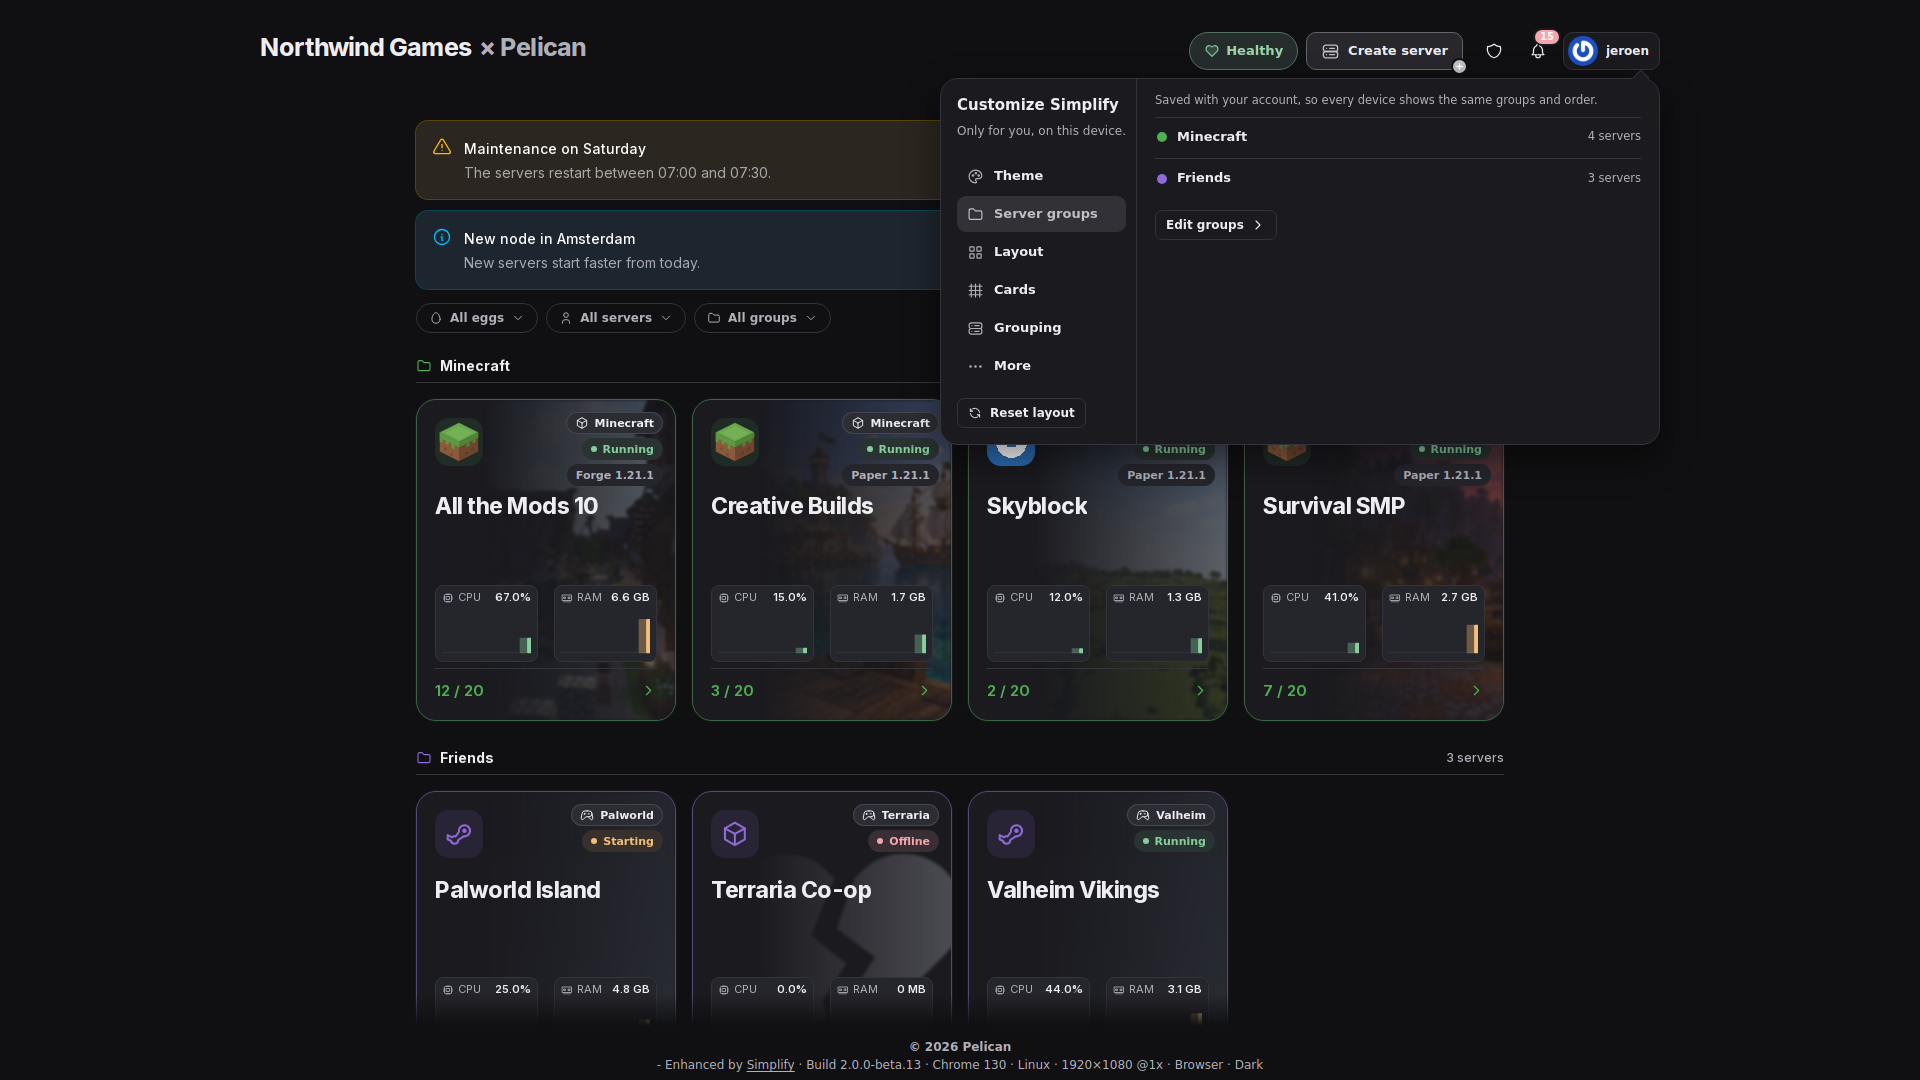 Northwind Games × Pelican
Healthy
Create server
15
jeroen
Customize Simplify
Only for you, on this device.
Theme
Server groups
Layout
Cards
Grouping
More
Reset layout
Saved with your account, so every device shows the same groups and order.
Minecraft 4 servers
Friends 3 servers
Edit groups
Maintenance on Saturday
The servers restart between 07:00 and 07:30.
New node in Amsterdam
New servers start faster from today.
All eggs All servers All groups
Minecraft
Minecraft
Running
Forge 1.21.1
All the Mods 10
CPU 67.0% RAM 6.6 GB
12 / 20
Minecraft
Running
Paper 1.21.1
Creative Builds
CPU 15.0% RAM 1.7 GB
3 / 20
Running
Paper 1.21.1
Skyblock
CPU 12.0% RAM 1.3 GB
2 / 20
Running
Paper 1.21.1
Survival SMP
CPU 41.0% RAM 2.7 GB
7 / 20
Friends 3 servers
Palworld
Starting
Palworld Island
CPU 25.0% RAM 4.8 GB
Terraria
Offline
Terraria Co-op
CPU 0.0% RAM 0 MB
Valheim
Running
Valheim Vikings
CPU 44.0% RAM 3.1 GB
© 2026 Pelican
- Enhanced by Simplify · Build 2.0.0-beta.13 · Chrome 130 · Linux · 1920×1080 @1x · Browser · Dark